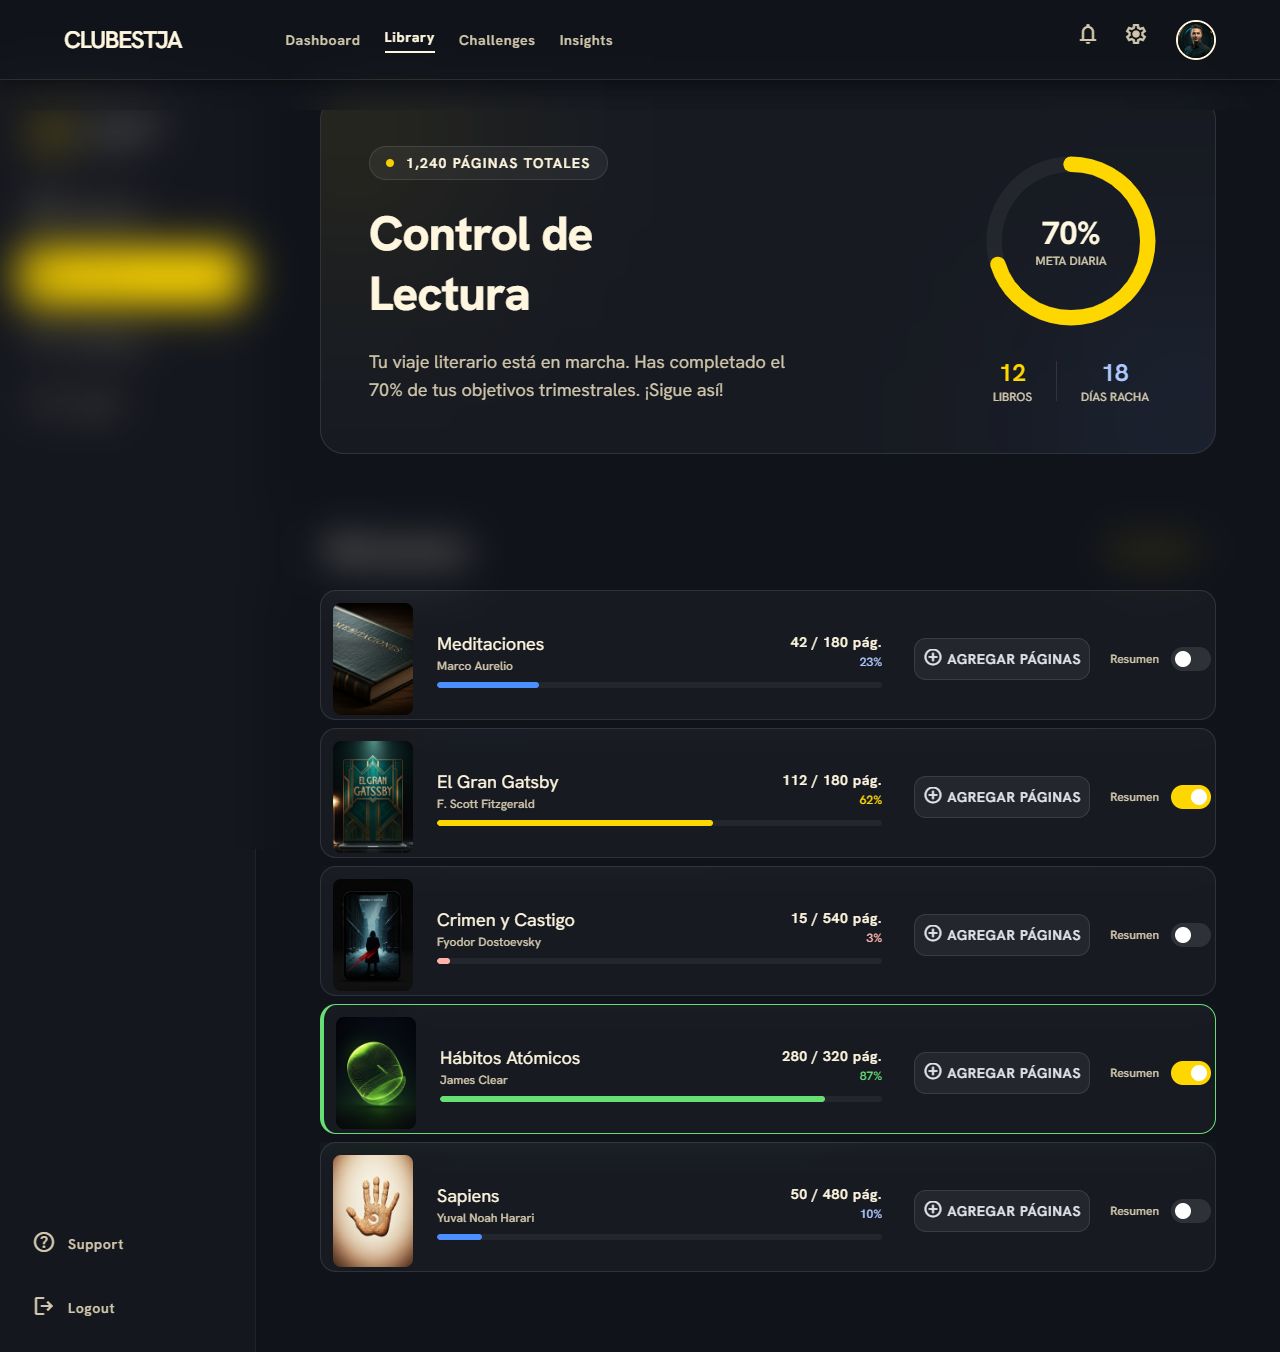 CLUBESTJA
Dashboard Library Challenges Insights
1,240 PÁGINAS TOTALES
Control de
Lectura
Tu viaje literario está en marcha. Has completado el
70% de tus objetivos trimestrales. ¡Sigue así!
70%
META DIARIA
12
LIBROS
18
DÍAS RACHA
MEDITACIONES
Meditaciones
Marco Aurelio
42 / 180 pág.
23%
AGREGAR PÁGINAS
Resumen
EL GRAN
GATSSBY
El Gran Gatsby
F. Scott Fitzgerald
112 / 180 pág.
62%
AGREGAR PÁGINAS
Resumen
Crimen y Castigo
Fyodor Dostoevsky
15 / 540 pág.
3%
AGREGAR PÁGINAS
Resumen
Hábitos Atómicos
James Clear
280 / 320 pág.
87%
AGREGAR PÁGINAS
Resumen
Sapiens
Yuval Noah Harari
50 / 480 pág.
10%
AGREGAR PÁGINAS
Resumen
Support
Logout